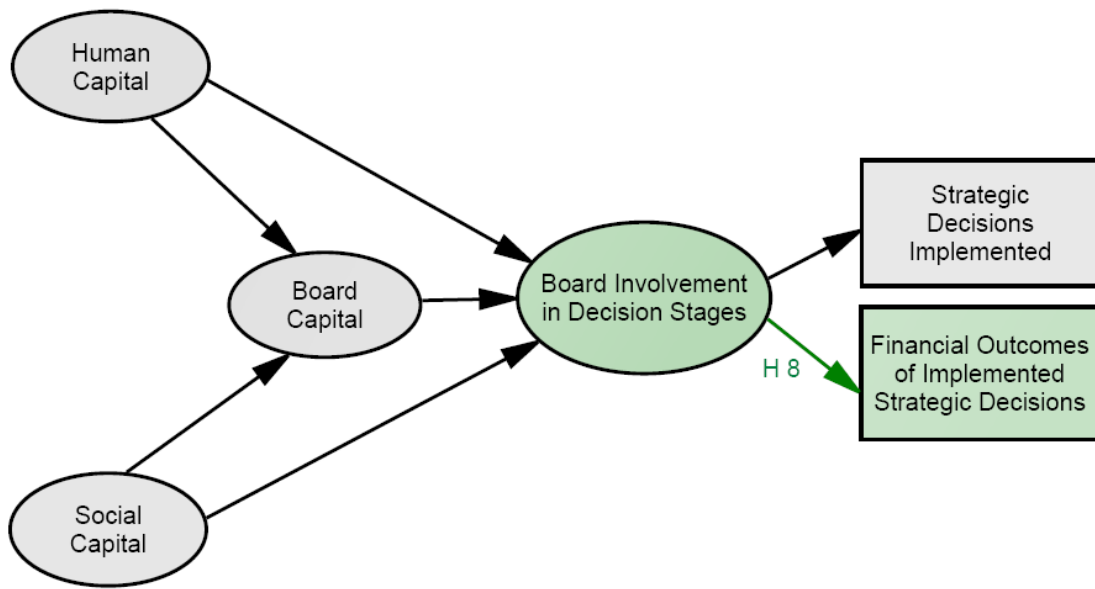 Human
Capital
Strategic
Decisions
Implemented
Board
Capital
Board Involvement
in Decision Stages
H 8
Financial Outcomes
of Implemented
Strategic Decisions
Social
Capital